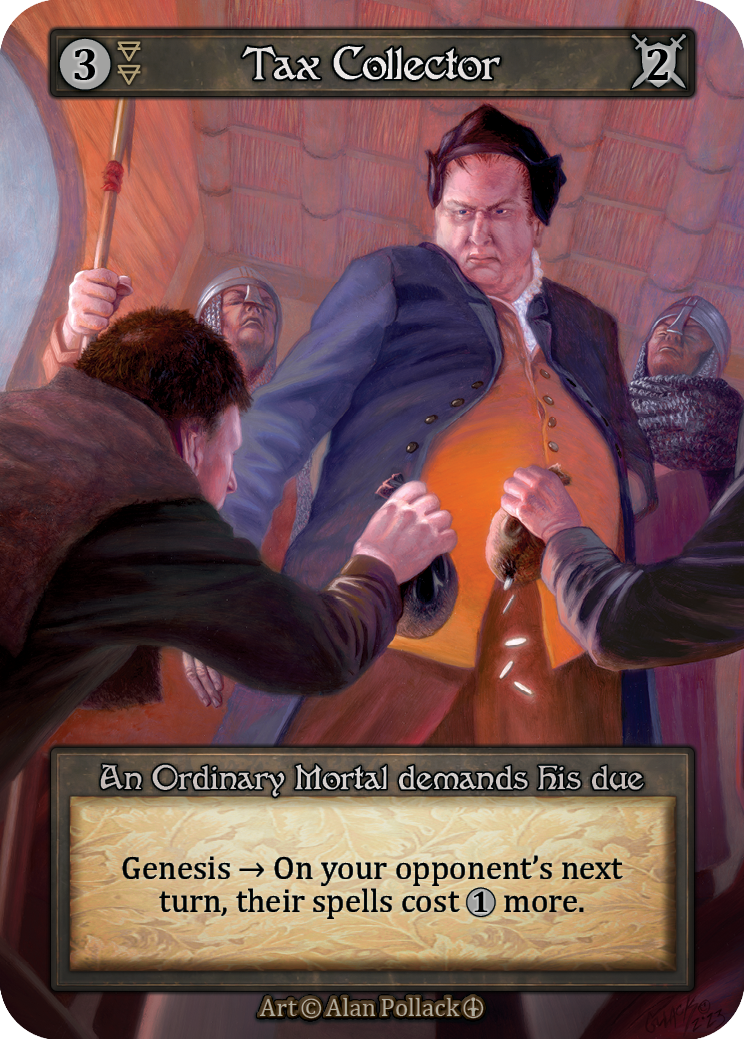 3 Tax Collector 2
An Ordinary Mortal demands his due
Genesis → On your opponent's next
turn, their spells cost 1 more.
Art © Alan Pollack